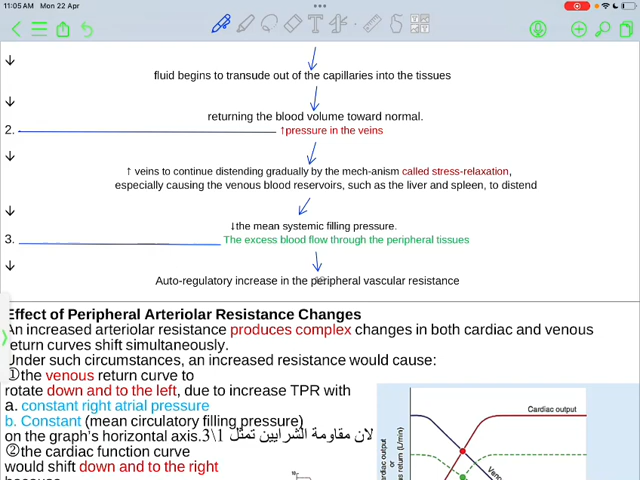 11:05 AM Mon 22 Apr
fluid begins to transude out of the capillaries into the tissues
returning the blood volume toward normal.
2. ↑pressure in the veins
↑ veins to continue distending gradually by the mech-anism called stress-relaxation,
especially causing the venous blood reservoirs, such as the liver and spleen, to distend
↓the mean systemic filling pressure.
3. The excess blood flow through the peripheral tissues
Auto-regulatory increase in the peripheral vascular resistance
Effect of Peripheral Arteriolar Resistance Changes
An increased arteriolar resistance produces complex changes in both cardiac and venous
return curves shift simultaneously.
Under such circumstances, an increased resistance would cause:
①the venous return curve to
rotate down and to the left, due to increase TPR with
a. constant right atrial pressure
b. Constant (mean circulatory filling pressure)
on the graph's horizontal axis. لان مقاومة الشرايين تمثل 1\3
②the cardiac function curve
would shift down and to the right
because
Cardiac output